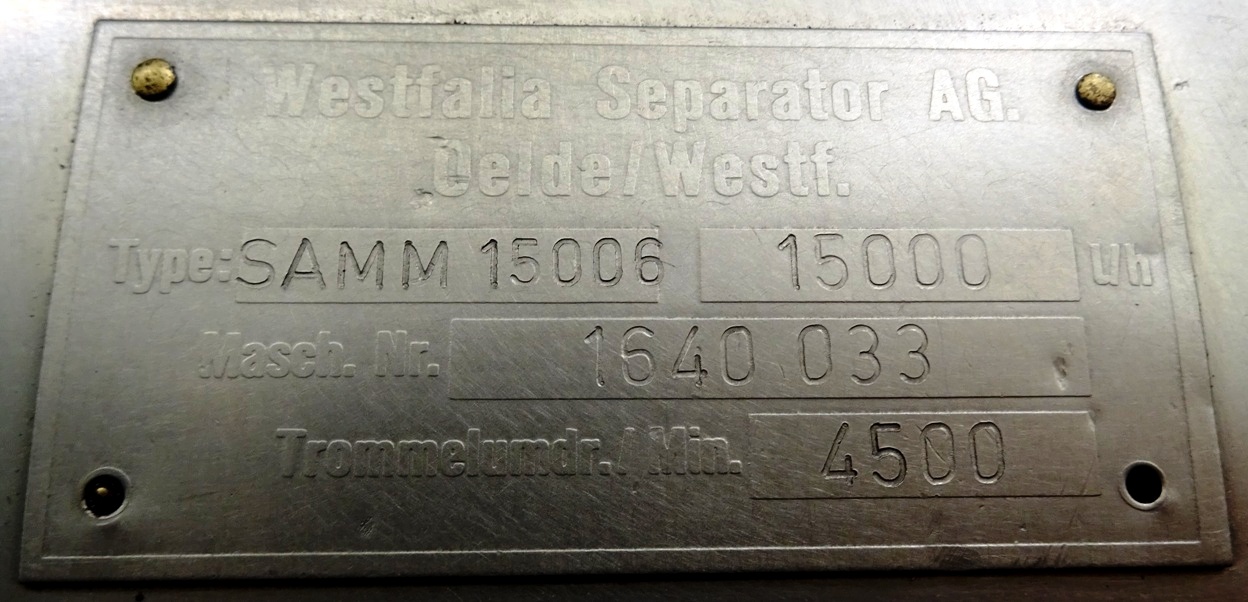 Westfalia Separator AG.
Oelde/Westf.
Type: SAMM 15006 15000 l/h
Masch. Nr. 1640 033
Trommelumdr./Min. 4500